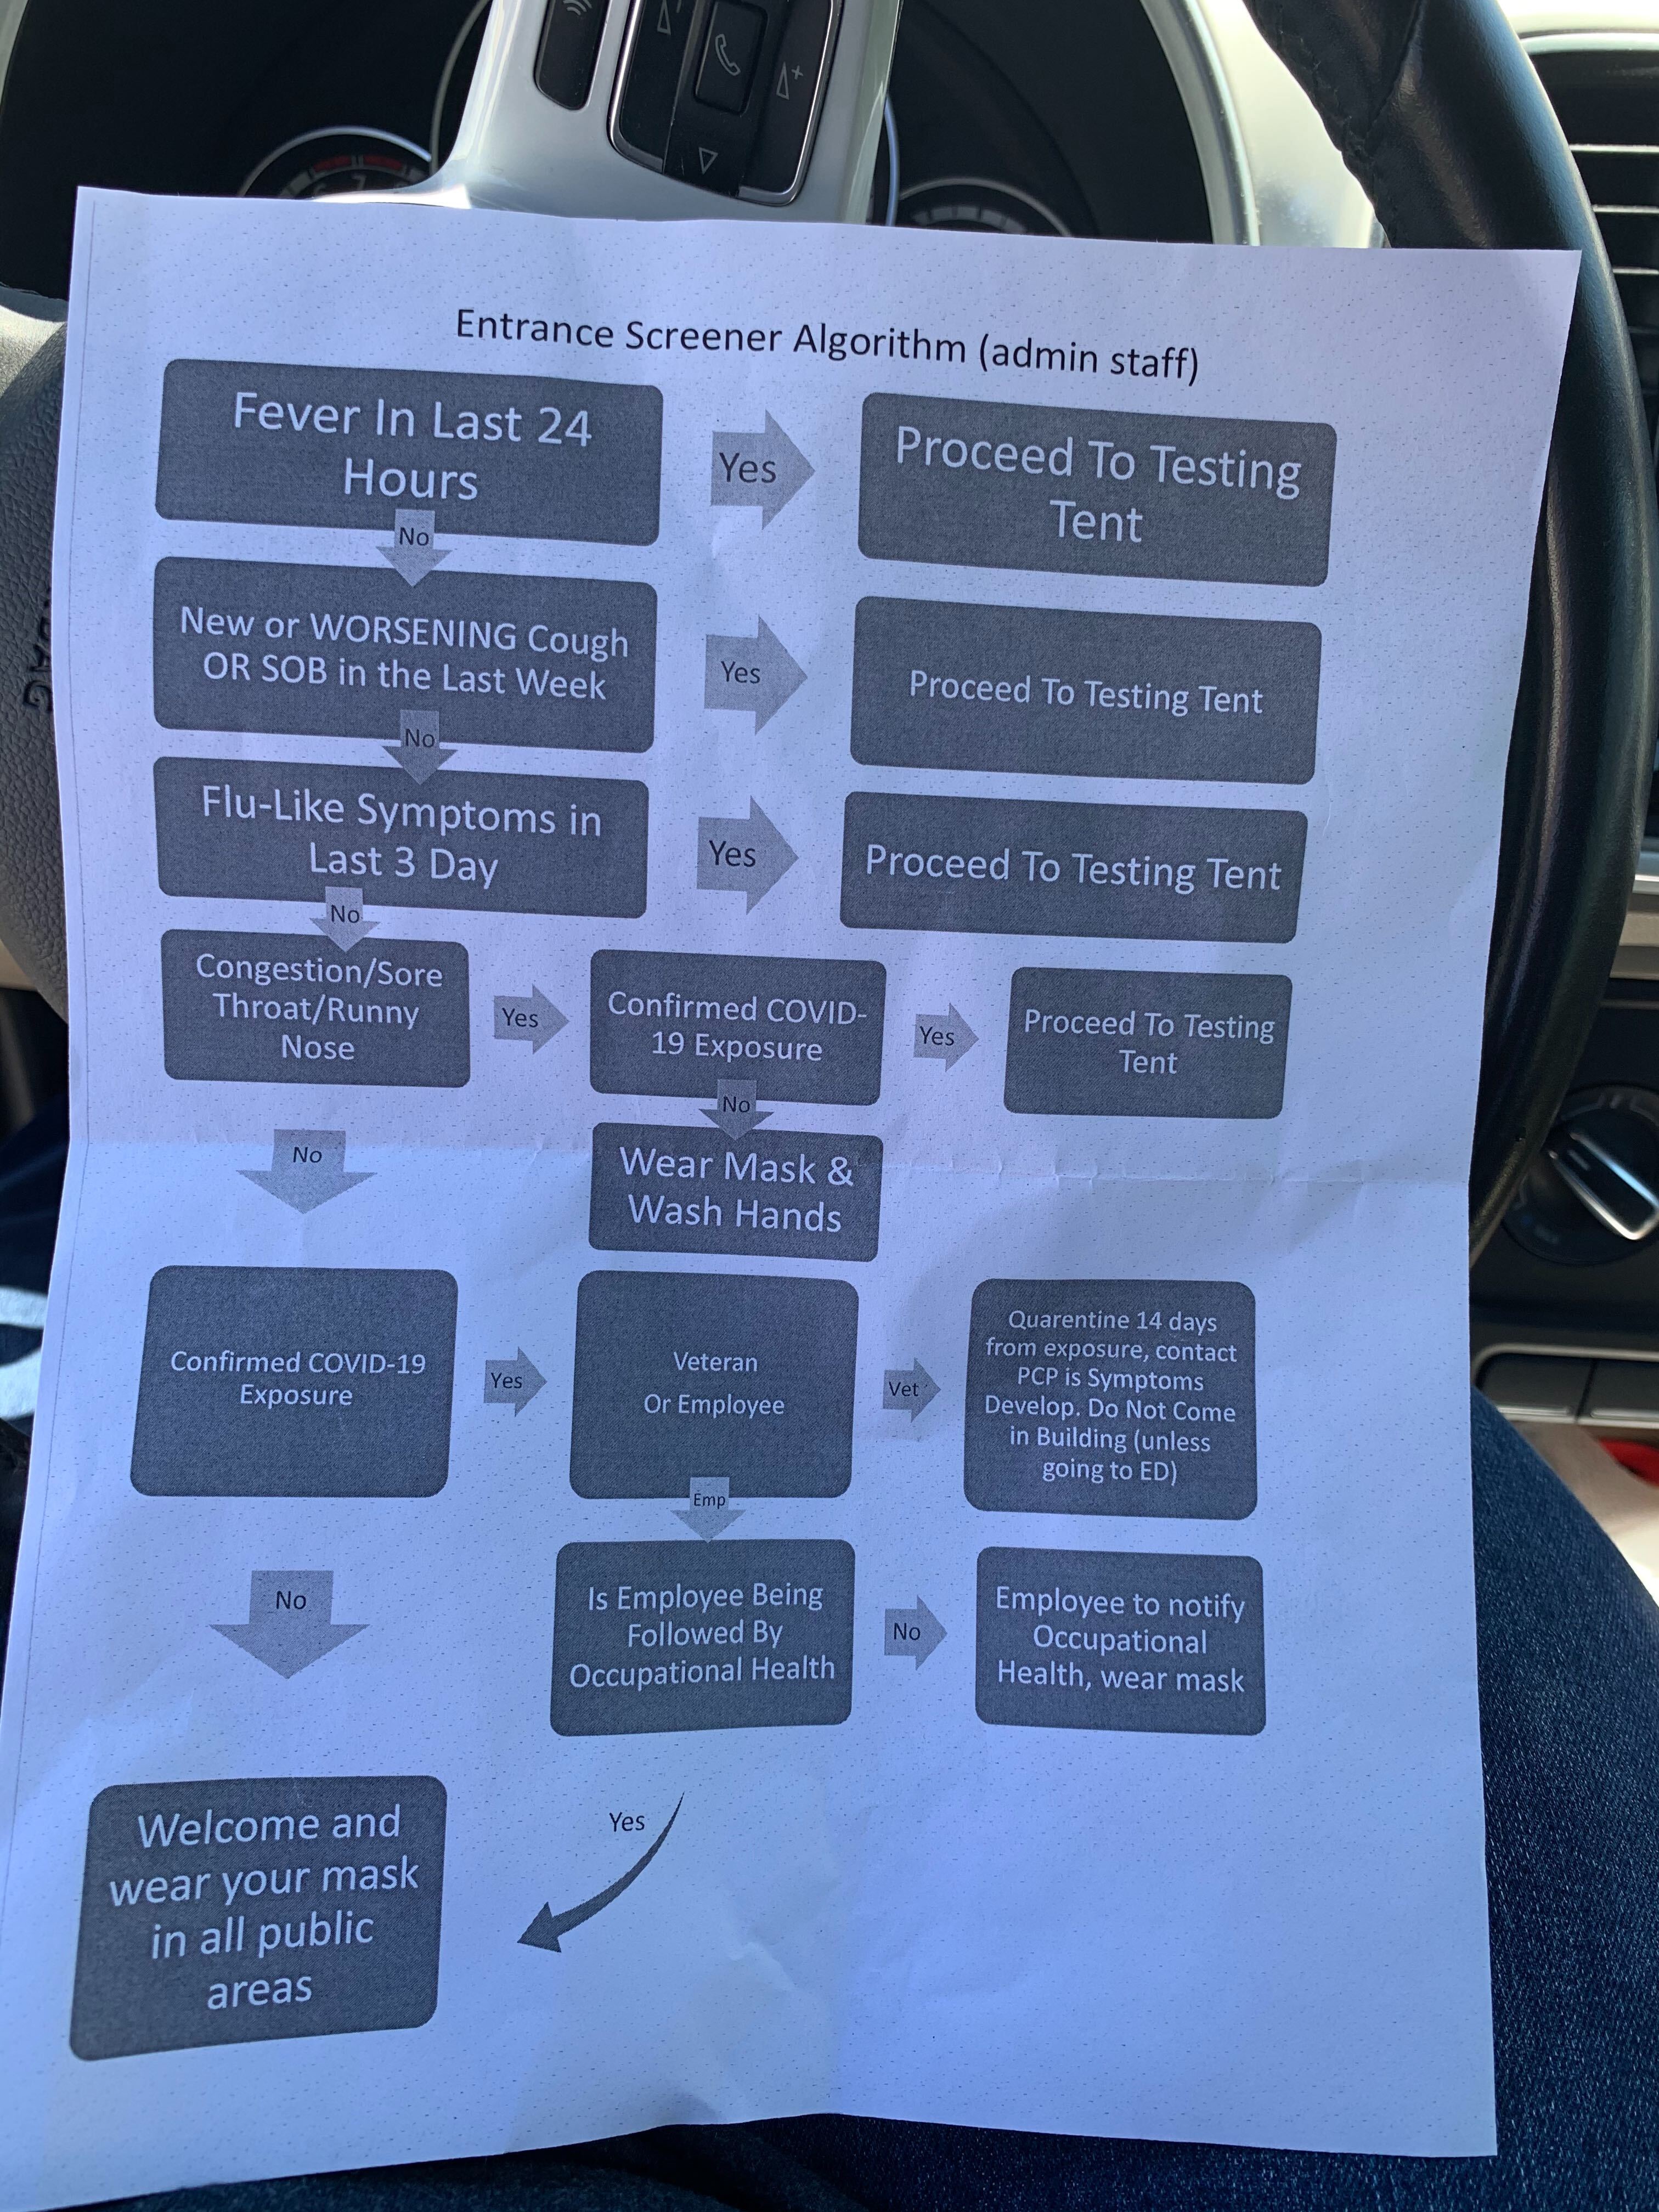 Entrance Screener Algorithm (admin staff)
Fever In Last 24
Hours
Yes
Proceed To Testing
Tent
No
New or WORSENING Cough
OR SOB in the Last Week
Yes
Proceed To Testing Tent
No
Flu-Like Symptoms in
Last 3 Day
Yes
Proceed To Testing Tent
No
Congestion/Sore
Throat/Runny
Nose
Yes
Confirmed COVID-
19 Exposure
Yes
Proceed To Testing
Tent
No
No
Wear Mask &
Wash Hands
Confirmed COVID-19
Exposure
Yes
Veteran
Or Employee
Vet
Quarentine 14 days
from exposure, contact
PCP is Symptoms
Develop. Do Not Come
in Building (unless
going to ED)
Emp
No
Is Employee Being
Followed By
Occupational Health
No
Employee to notify
Occupational
Health, wear mask
Yes
Welcome and
wear your mask
in all public
areas